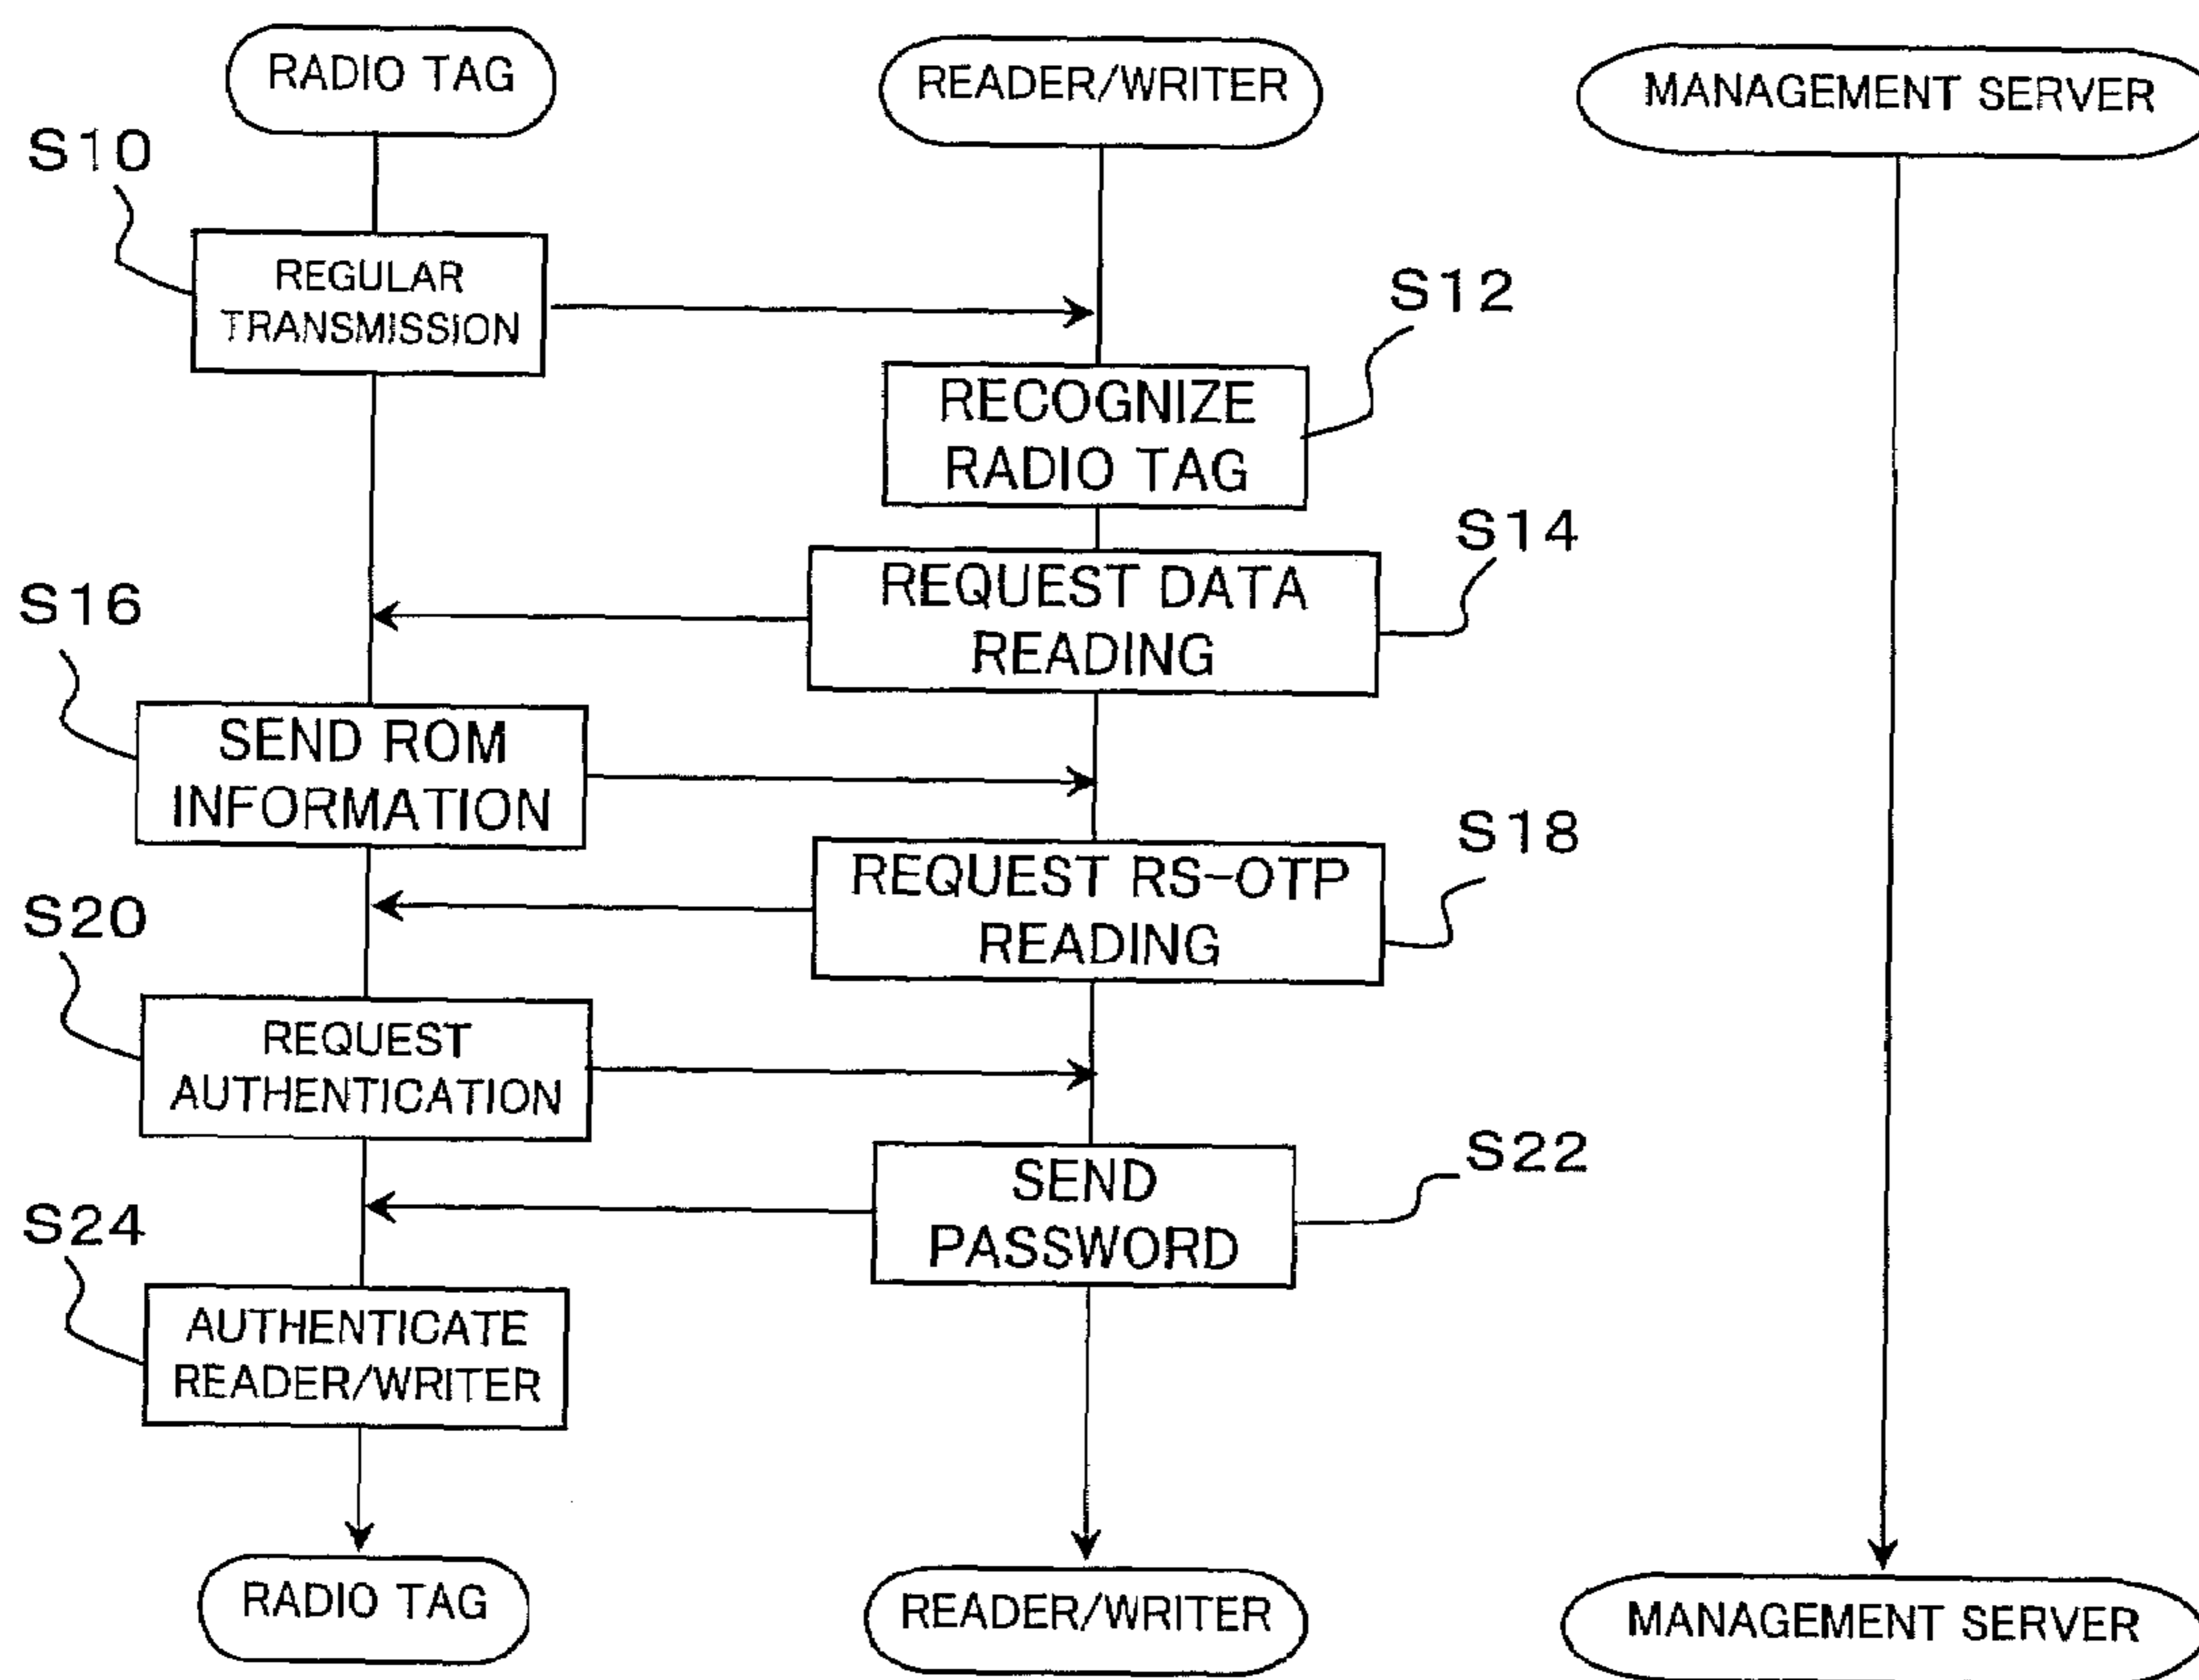 RADIO TAG
READER/WRITER
MANAGEMENT SERVER
S10
REGULAR
TRANSMISSION
S12
RECOGNIZE
RADIO TAG
S14
REQUEST DATA
READING
S16
SEND ROM
INFORMATION
S18
REQUEST RS-OTP
READING
S20
REQUEST
AUTHENTICATION
S22
SEND
PASSWORD
S24
AUTHENTICATE
READER/WRITER
RADIO TAG
READER/WRITER
MANAGEMENT SERVER